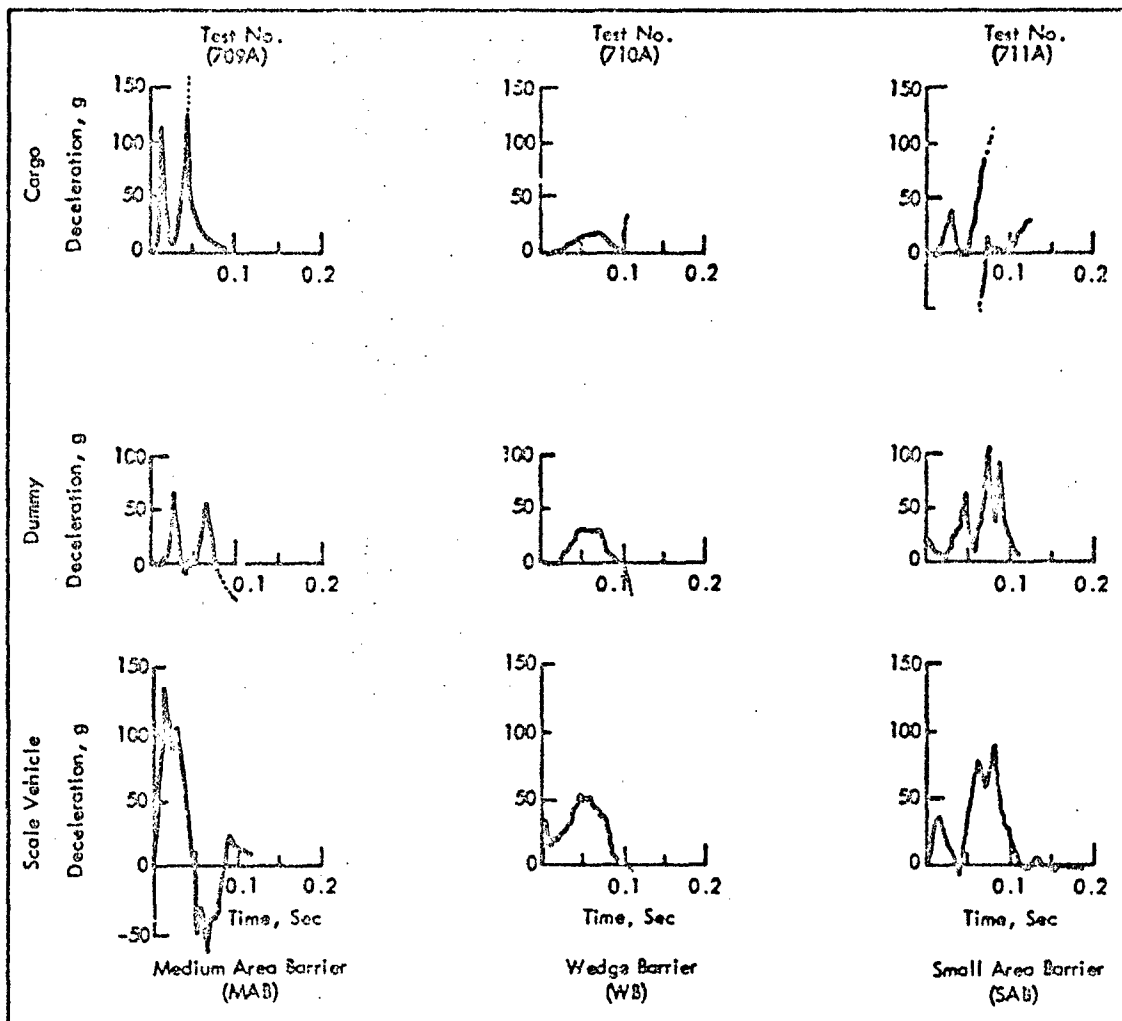 Test No.
(709A)
Test No.
(710A)
Test No.
(711A)
Cargo
Deceleration, g
150
100
50
0
0.1
0.2
150
100
50
0
0.1
0.2
150
100
50
0
0.1
0.2
Dummy
Deceleration, g
100
50
0
0.1
0.2
100
50
0
0.1
0.2
100
50
0
0.1
0.2
Scale Vehicle
Deceleration, g
150
100
50
0
-50
0.1
0.2
Time, Sec
150
100
50
0
0.1
0.2
Time, Sec
150
100
50
0
0.1
0.2
Time, Sec
Medium Area Barrier
(MAB)
Wedge Barrier
(WB)
Small Area Barrier
(SAB)